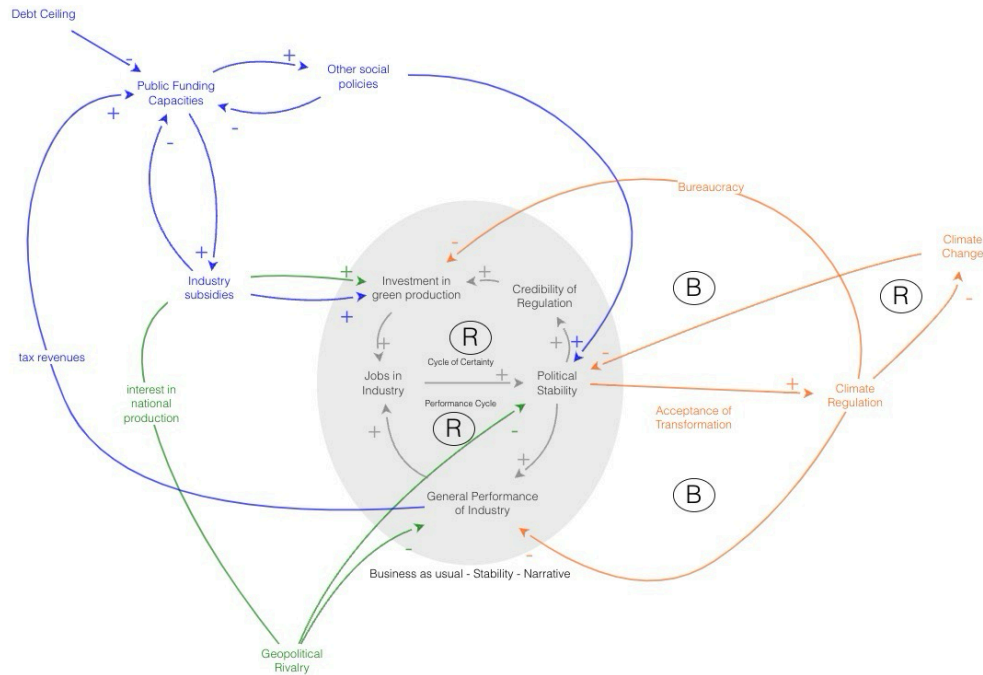 Debt Ceiling
-
+
Public Funding
Capacities
Other social
policies
+
-
-
Bureaucracy
Climate
Change
-
+
Industry
subsidies
+
+
Investment in
green production
+
Credibility of
Regulation
B
R
-
R
Cycle of Certainty
+
+
+
-
tax revenues
interest in
national
production
Jobs in
Industry
+
Political
Stability
+
Climate
Regulation
Acceptance of
Transformation
Performance Cycle
R
+
-
+
General Performance
of Industry
B
-
-
Business as usual - Stability - Narrative
Geopolitical
Rivalry